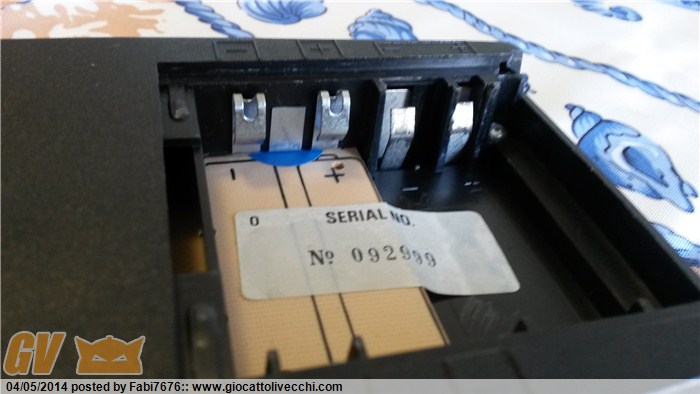 - +
0 SERIAL NO.
Nº 092999
GV
04/05/2014 posted by Fabi7676:: www.giocattolivecchi.com